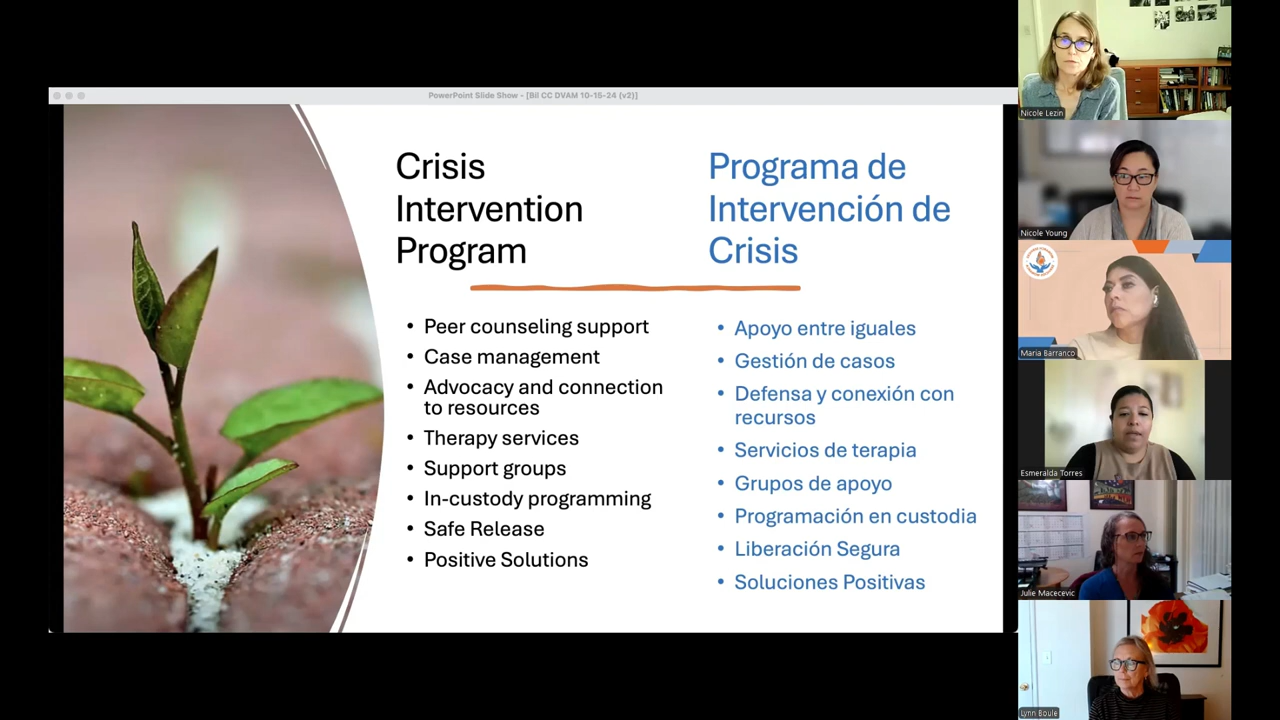 PowerPoint Slide Show - [Bil CC DVAM 10-15-24 (v2)]
Crisis
Intervention
Program
• Peer counseling support
• Case management
• Advocacy and connection
to resources
• Therapy services
• Support groups
• In-custody programming
• Safe Release
• Positive Solutions
Programa de
Intervención de
Crisis
• Apoyo entre iguales
• Gestión de casos
• Defensa y conexión con
recursos
• Servicios de terapia
• Grupos de apoyo
• Programación en custodia
• Liberación Segura
• Soluciones Positivas
Nicole Lezin
Nicole Young
Maria Barranco
Esmeralda Torres
Julie Macecevic
Lynn Boule